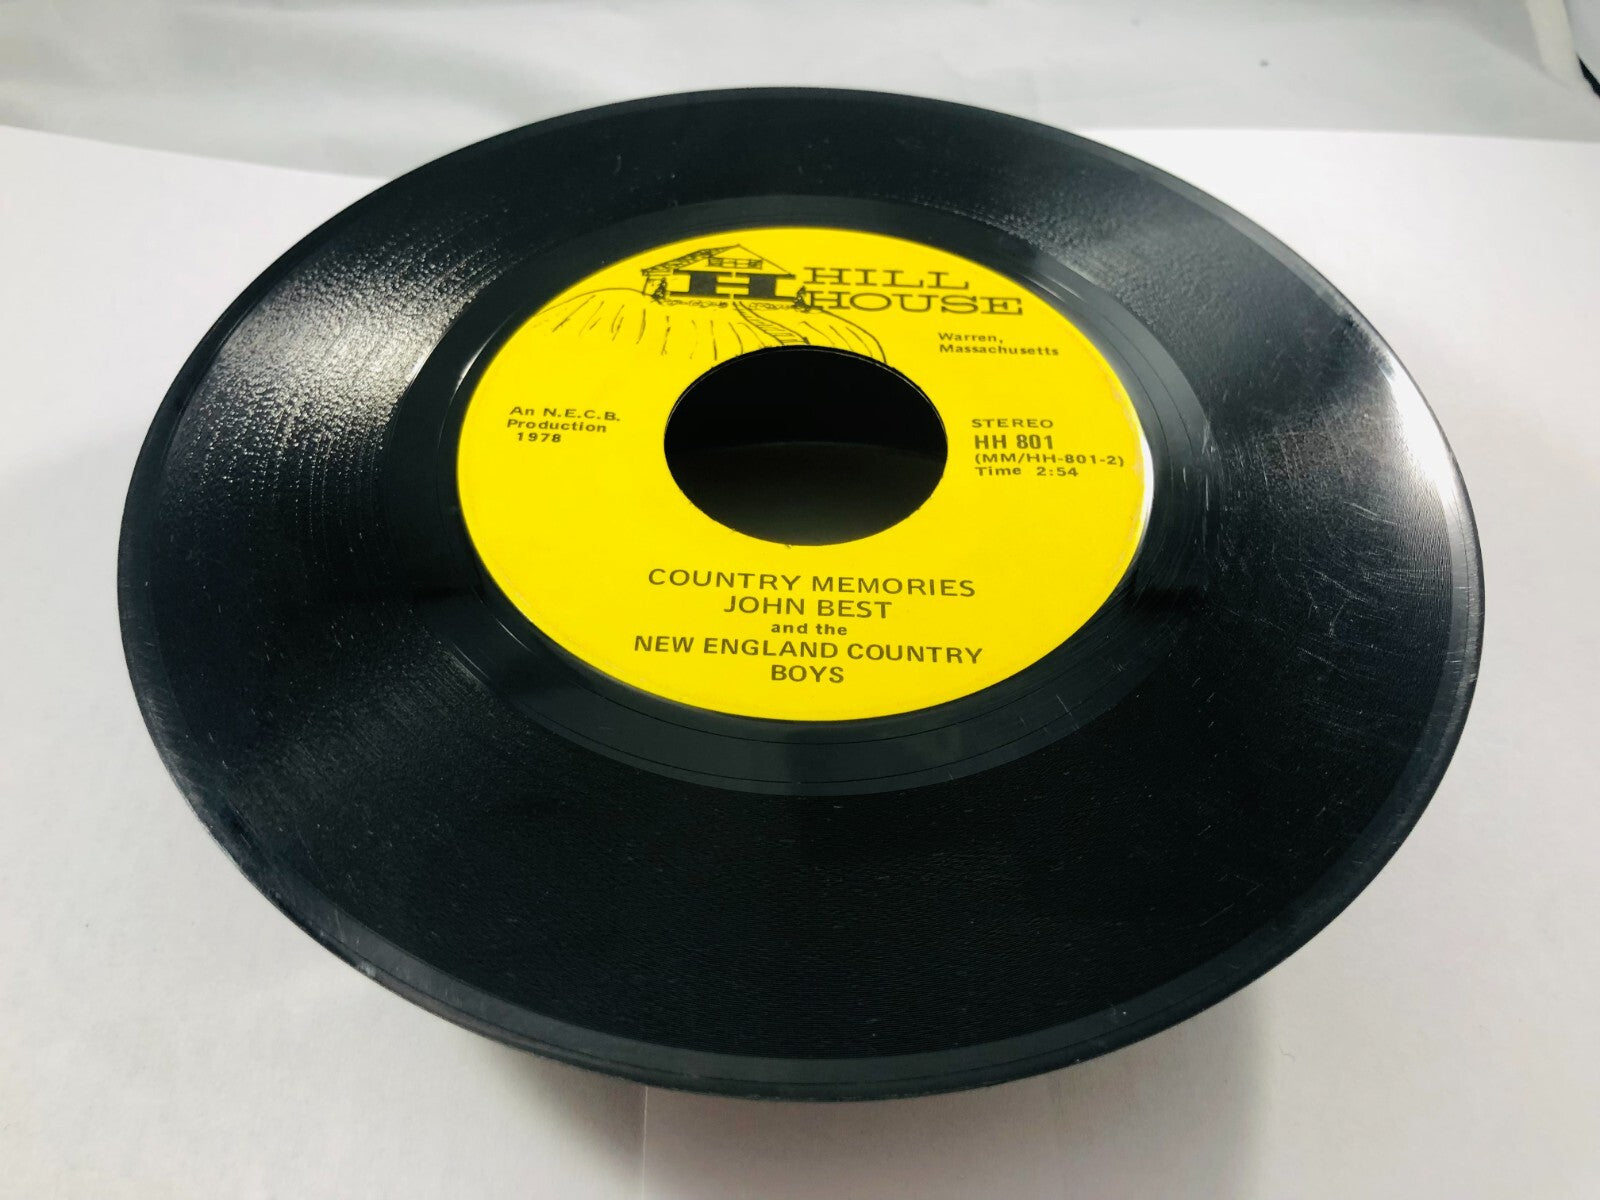 H HILL
HOUSE
Warren,
Massachusetts
An N.E.C.B.
Production
1978
STEREO
HH 801
(MM/HH-801-2)
Time 2:54
COUNTRY MEMORIES
JOHN BEST
and the
NEW ENGLAND COUNTRY
BOYS